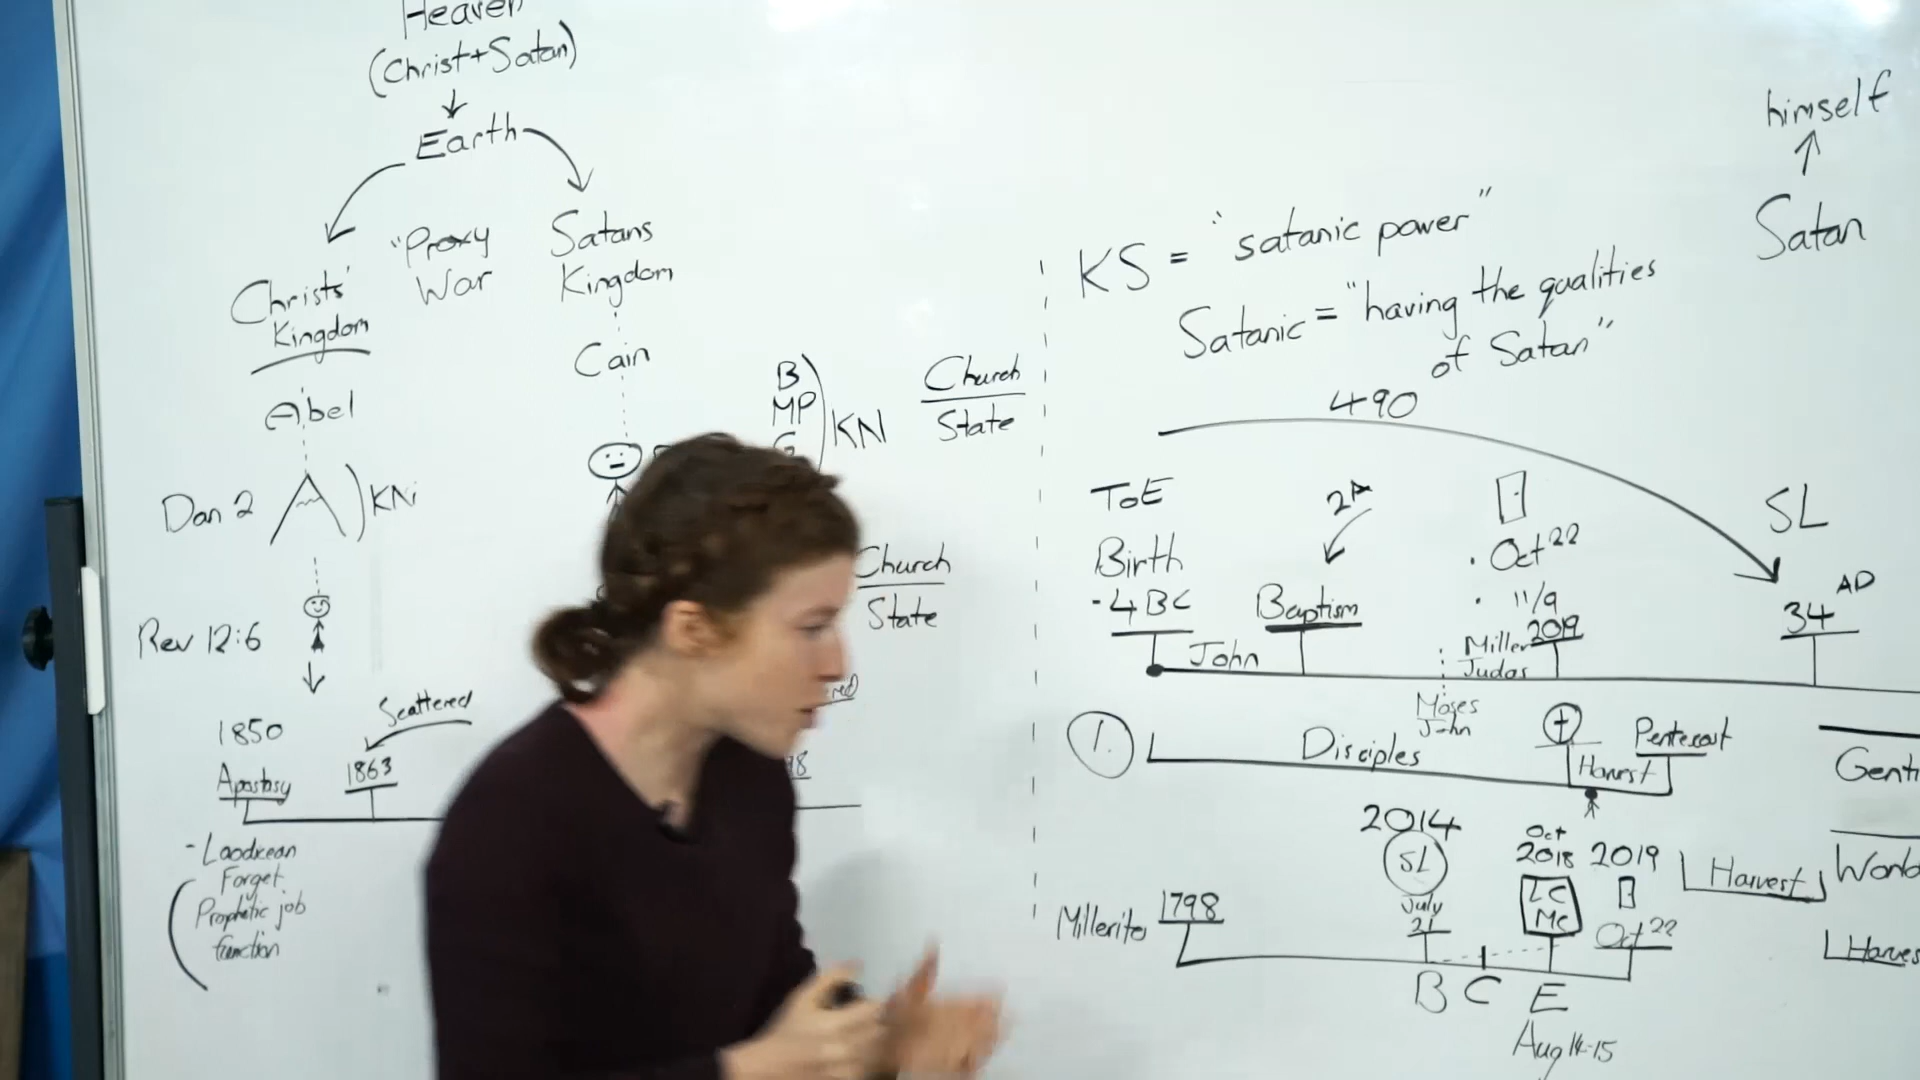 Heaven
(Christ+Satan)
Earth
"Proxy
War
Christs'
Kingdom
Satans
Kingdom
Abel
Cain
Dan 2
KN
B
MP
G
KN
Church
State
Rev 12:6
Church
State
1850
Apostasy
Scattered
1863
- Laodicean
Forget
Prophetic job
function
KS = "satanic power"
Satanic = "having the qualities
of Satan"
himself
Satan
490
ToE
Birth
-4 BC
2A
Baptism
John
· Oct 22
· 11/9
2019
Miller
Judas
Moses
John
SL
34 AD
1.
Disciples
Harvest
Pentecost
Genti
Millerites
1798
2014
SL
July
21
Oct
2018
LC
MC
2019
Oct 22
Harvest
World
Harves
B C E
Aug 14-15